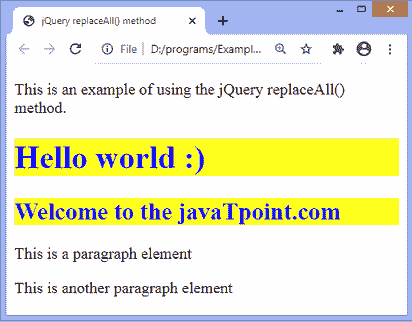 jQuery replaceAll() method
File | D:/programs/Exampl...
This is an example of using the jQuery replaceAll()
method.
Hello world :)
Welcome to the javaTpoint.com
This is a paragraph element
This is another paragraph element